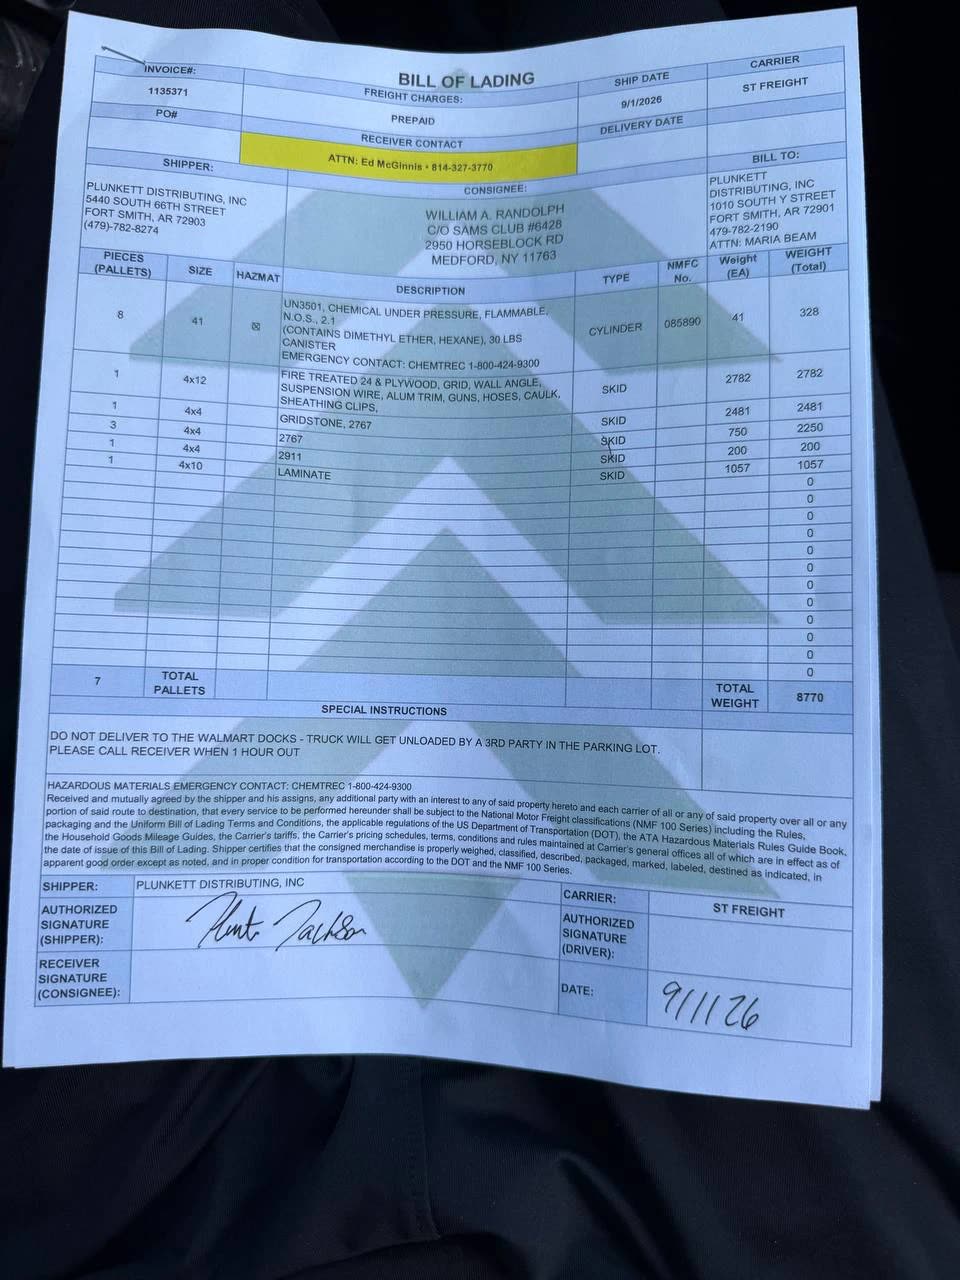 BILL OF LADING
INVOICE#:
1135371
PO#
FREIGHT CHARGES:
PREPAID
RECEIVER CONTACT
ATTN: Ed McGinnis • 814-327-3770
SHIP DATE
9/1/2026
DELIVERY DATE
CARRIER
ST FREIGHT
SHIPPER:
PLUNKETT DISTRIBUTING, INC
5440 SOUTH 66TH STREET
FORT SMITH, AR 72903
(479)-782-8274
CONSIGNEE:
WILLIAM A. RANDOLPH
C/O SAMS CLUB #6428
2950 HORSEBLOCK RD
MEDFORD, NY 11763
BILL TO:
PLUNKETT
DISTRIBUTING, INC
1010 SOUTH Y STREET
FORT SMITH, AR 72901
479-782-2190
ATTN: MARIA BEAM
PIECES (PALLETS) SIZE HAZMAT DESCRIPTION TYPE NMFC No. Weight (EA) WEIGHT (Total)
8 41 ☒ UN3501, CHEMICAL UNDER PRESSURE, FLAMMABLE, CYLINDER 085890 41 328
N.O.S., 2.1
(CONTAINS DIMETHYL ETHER, HEXANE), 30 LBS
CANISTER
EMERGENCY CONTACT: CHEMTREC 1-800-424-9300
1 4x12 FIRE TREATED 24 & PLYWOOD, GRID, WALL ANGLE, SKID 2782 2782
SUSPENSION WIRE, ALUM TRIM, GUNS, HOSES, CAULK,
SHEATHING CLIPS,
1 4x4 GRIDSTONE, 2767 SKID 2481 2481
3 4x4 2767 SKID 750 2250
1 4x4 2911 SKID 200 200
1 4x10 LAMINATE SKID 1057 1057
0
0
0
0
0
0
0
0
0
0
0
0
7 TOTAL PALLETS TOTAL WEIGHT 8770
SPECIAL INSTRUCTIONS
DO NOT DELIVER TO THE WALMART DOCKS - TRUCK WILL GET UNLOADED BY A 3RD PARTY IN THE PARKING LOT.
PLEASE CALL RECEIVER WHEN 1 HOUR OUT
HAZARDOUS MATERIALS EMERGENCY CONTACT: CHEMTREC 1-800-424-9300
Received and mutually agreed by the shipper and his assigns, any additional party with an interest to any of said property hereto and each carrier of all or any of said property over all or any
portion of said route to destination, that every service to be performed hereunder shall be subject to the National Motor Freight classifications (NMF 100 Series) including the Rules,
packaging and the Uniform Bill of Lading Terms and Conditions, the applicable regulations of the US Department of Transportation (DOT), the ATA Hazardous Materials Rules Guide Book,
the Household Goods Mileage Guides, the Carrier's tariffs, the Carrier's pricing schedules, terms, conditions and rules maintained at Carrier's general offices all of which are in effect as of
the date of issue of this Bill of Lading. Shipper certifies that the consigned merchandise is properly weighed, classified, described, packaged, marked, labeled, destined as indicated, in
apparent good order except as noted, and in proper condition for transportation according to the DOT and the NMF 100 Series.
SHIPPER: PLUNKETT DISTRIBUTING, INC
CARRIER: ST FREIGHT
AUTHORIZED
SIGNATURE
(SHIPPER):
Jackson
AUTHORIZED
SIGNATURE
(DRIVER):
RECEIVER
SIGNATURE
(CONSIGNEE):
DATE: 9/1/26